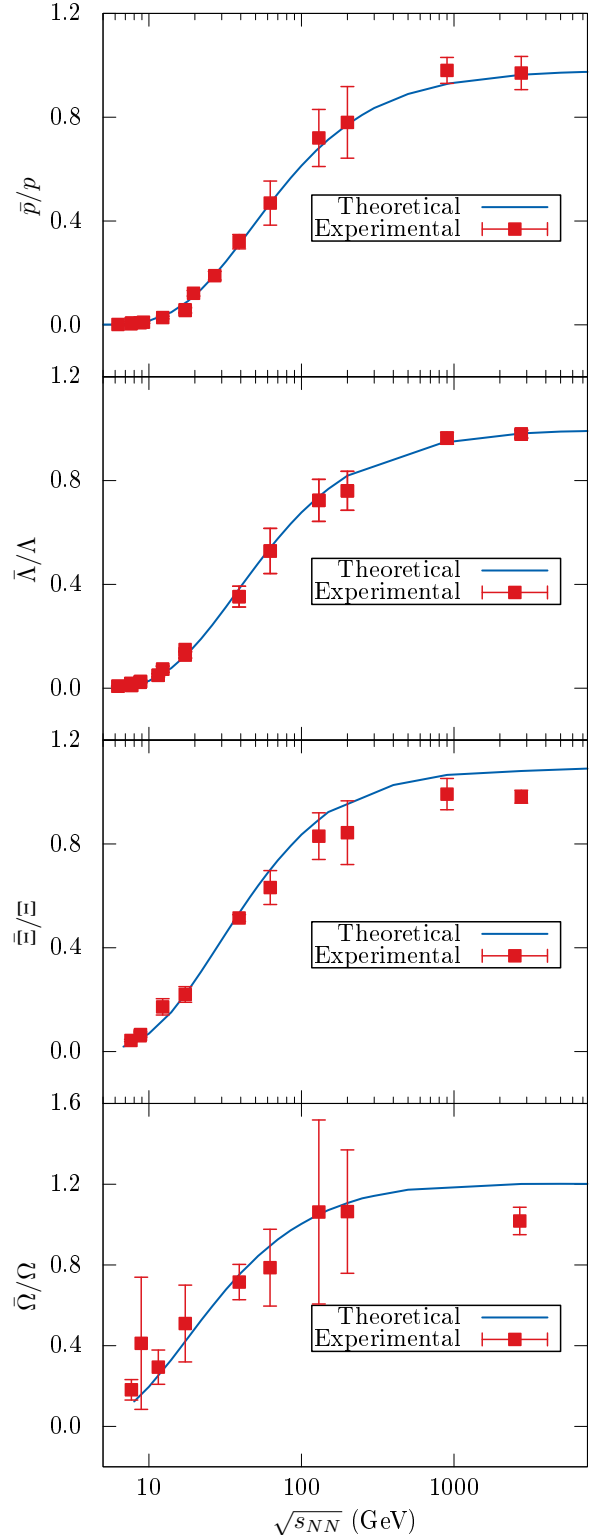 1.2
0.8
p̄/p
Theoretical
0.4
Experimental
0.0
1.2
0.8
Λ̄/Λ
Theoretical
0.4
Experimental
0.0
1.2
0.8
Ξ̄/Ξ
Theoretical
0.4
Experimental
0.0
1.6
1.2
0.8
Ω̄/Ω
Theoretical
0.4
Experimental
0.0
10 100 1000
√s_NN (GeV)